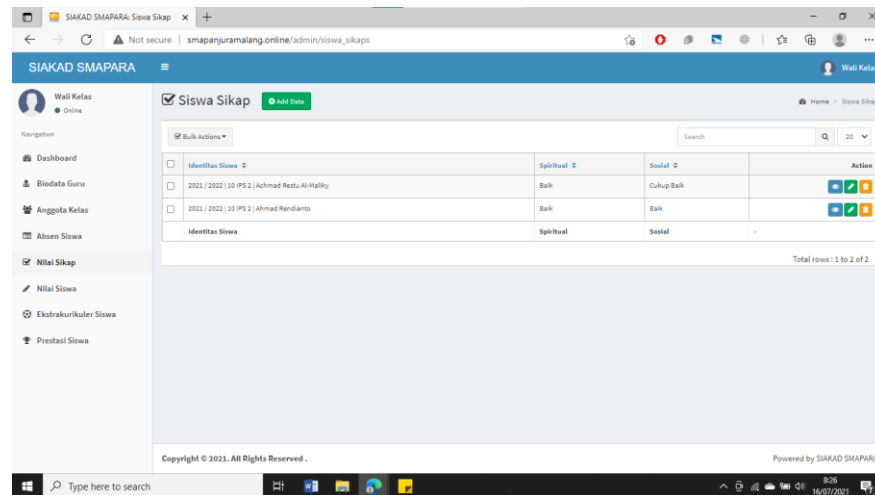 SIAKAD SMAPARA: Siswa Sikap
Not secure | smapanjuramalang.online/admin/siswa_sikaps
SIAKAD SMAPARA
Wali Kela
Wali Kelas
Online
Siswa Sikap
Add Data
Home > Siswa Sikap
Navigation
Dashboard
Biodata Guru
Anggota Kelas
Absen Siswa
Nilai Sikap
Nilai Siswa
Ekstrakurikuler Siswa
Prestasi Siswa
Bulk Actions
Search
20
Identitas Siswa Spiritual Sosial Action
2021 / 2022 | 10 IPS 2 | Achmad Restu Al-Maliky Baik Cukup Baik
2021 / 2022 | 10 IPS 2 | Ahmad Rendianto Baik Baik
Identitas Siswa Spiritual Sosial -
Total rows : 1 to 2 of 2
Copyright © 2021. All Rights Reserved .
Powered by SIAKAD SMAPARA
Type here to search
8:26
16/07/2021